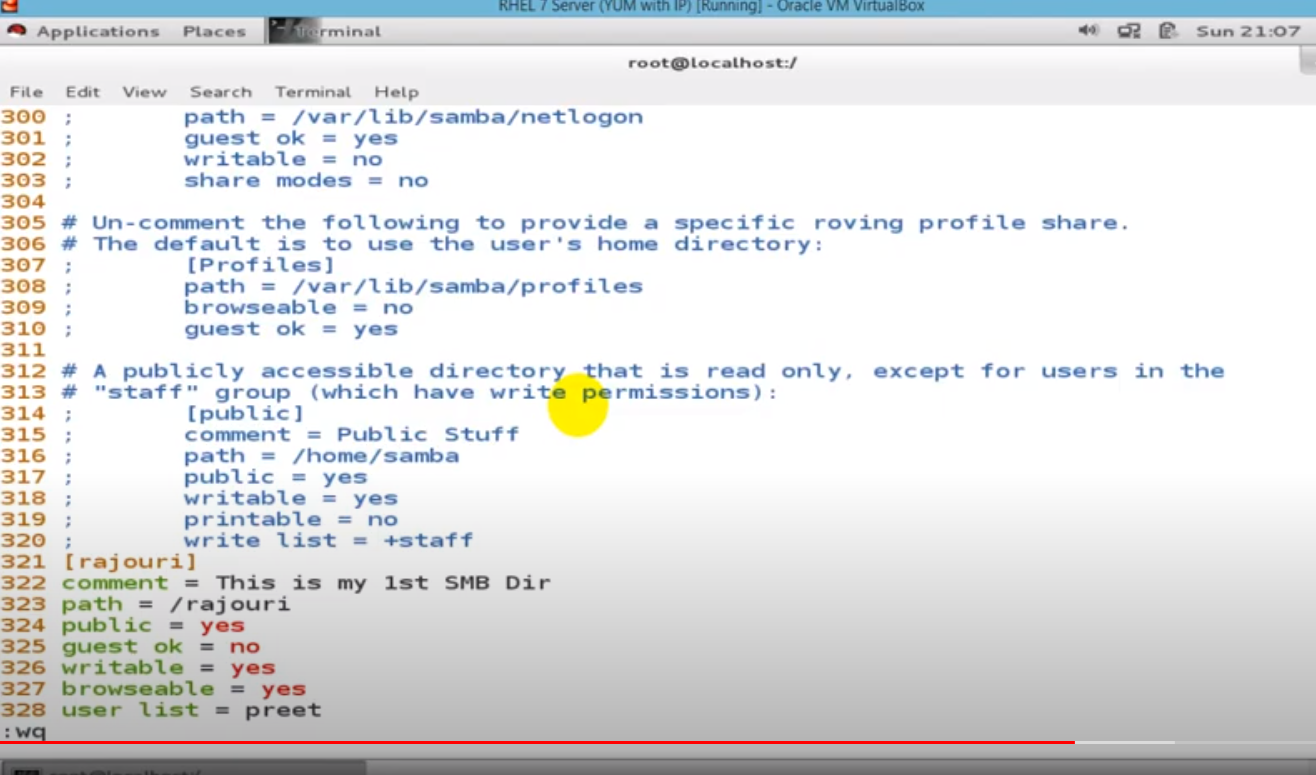 RHEL 7 Server (YUM with IP) [Running] - Oracle VM VirtualBox
Applications Places Terminal Sun 21:07
root@localhost:/
File Edit View Search Terminal Help
300 ; path = /var/lib/samba/netlogon
301 ; guest ok = yes
302 ; writable = no
303 ; share modes = no
304
305 # Un-comment the following to provide a specific roving profile share.
306 # The default is to use the user's home directory:
307 ; [Profiles]
308 ; path = /var/lib/samba/profiles
309 ; browseable = no
310 ; guest ok = yes
311
312 # A publicly accessible directory that is read only, except for users in the
313 # "staff" group (which have write permissions):
314 ; [public]
315 ; comment = Public Stuff
316 ; path = /home/samba
317 ; public = yes
318 ; writable = yes
319 ; printable = no
320 ; write list = +staff
321 [rajouri]
322 comment = This is my 1st SMB Dir
323 path = /rajouri
324 public = yes
325 guest ok = no
326 writable = yes
327 browseable = yes
328 user list = preet
:wq
root@localhost:/